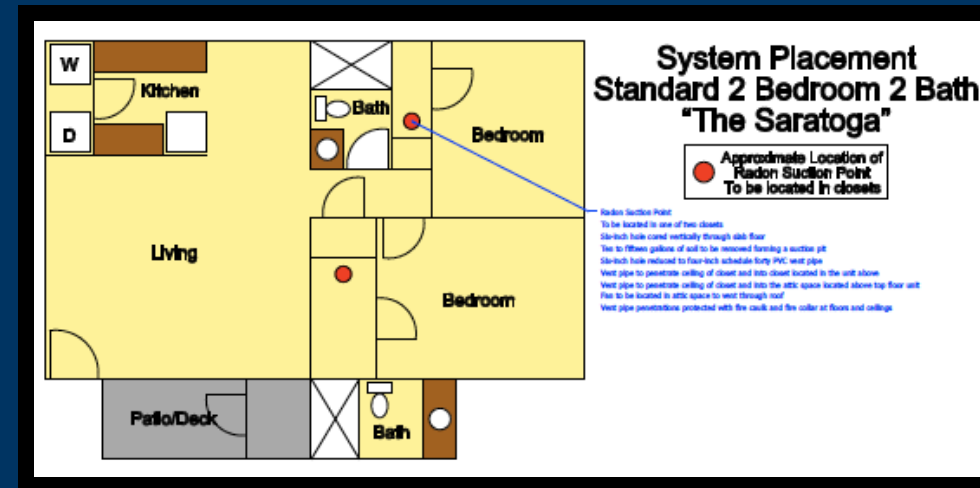 System Placement
Standard 2 Bedroom 2 Bath
“The Saratoga”
Approximate Location of
Radon Suction Point
To be located in closets
Radon Suction Point
To be located in one of two closets
Six-inch hole cored vertically through slab floor
Ten to fifteen gallons of soil to be removed forming a suction pit
Six-inch hole reduced to four-inch schedule forty PVC vent pipe
Vent pipe to penetrate ceiling of closet and into closet located in the unit above
Vent pipe to penetrate ceiling of closet and into the attic space located above top floor unit
Fan to be located in attic space to vent through roof
Vent pipe penetrations protected with fire caulk and fire collar at floors and ceilings
W
Kitchen
D
Bath
Bedroom
Living
Bedroom
Patio/Deck
Bath